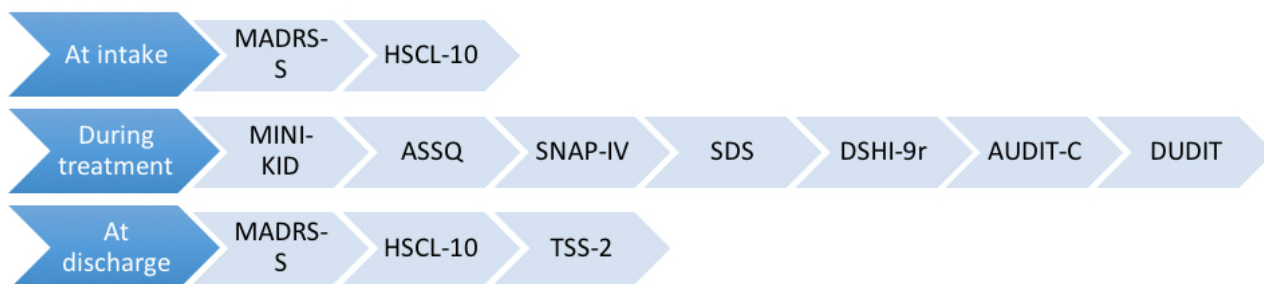 At intake
MADRS-
S
HSCL-10
During
treatment
MINI-
KID
ASSQ
SNAP-IV
SDS
DSHI-9r
AUDIT-C
DUDIT
At
discharge
MADRS-
S
HSCL-10
TSS-2